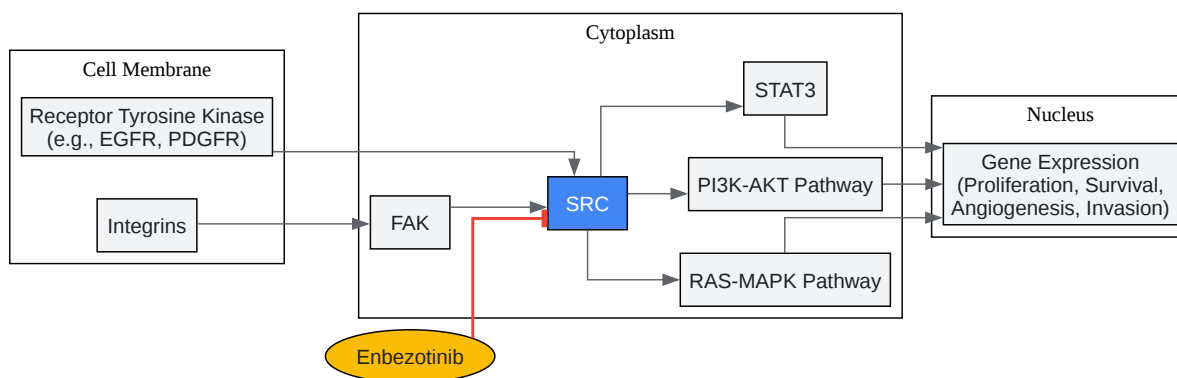 Cell Membrane
Receptor Tyrosine Kinase
(e.g., EGFR, PDGFR)
Integrins
Cytoplasm
FAK
SRC
STAT3
PI3K-AKT Pathway
RAS-MAPK Pathway
Nucleus
Gene Expression
(Proliferation, Survival,
Angiogenesis, Invasion)
Enbezotinib